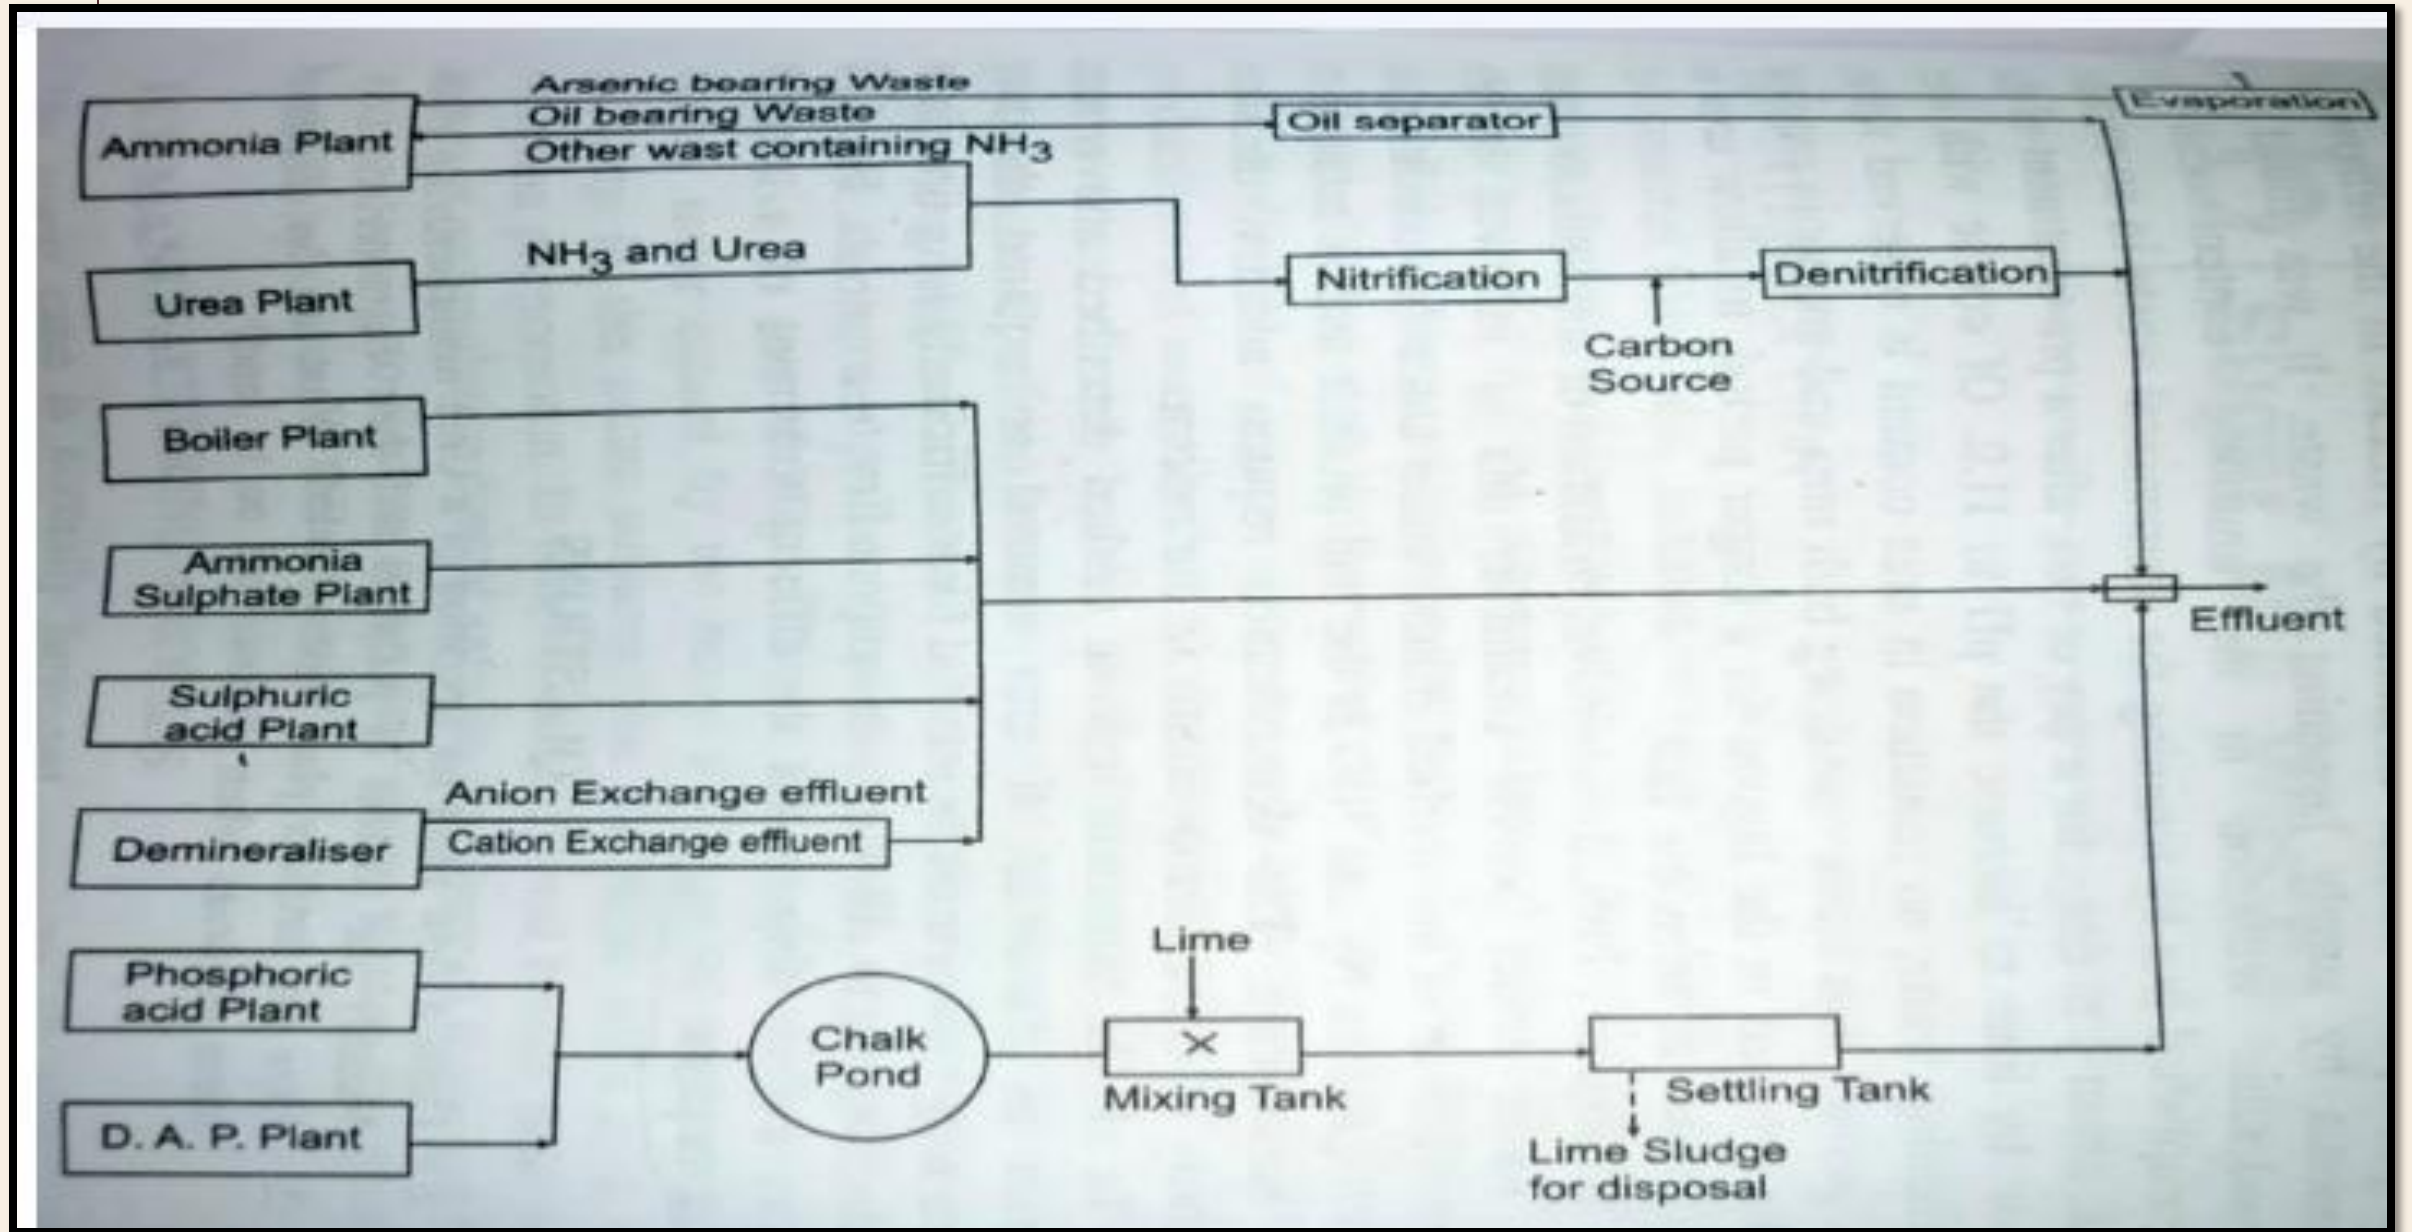 Arsenic bearing Waste
Evaporation
Oil bearing Waste
Oil separator
Ammonia Plant
Other wast containing NH3
NH3 and Urea
Urea Plant
Nitrification
Denitrification
Carbon
Source
Boiler Plant
Ammonia
Sulphate Plant
Effluent
Sulphuric
acid Plant
Anion Exchange effluent
Demineraliser
Cation Exchange effluent
Lime
Phosphoric
acid Plant
Chalk
Pond
Mixing Tank
Settling Tank
D. A. P. Plant
Lime Sludge
for disposal